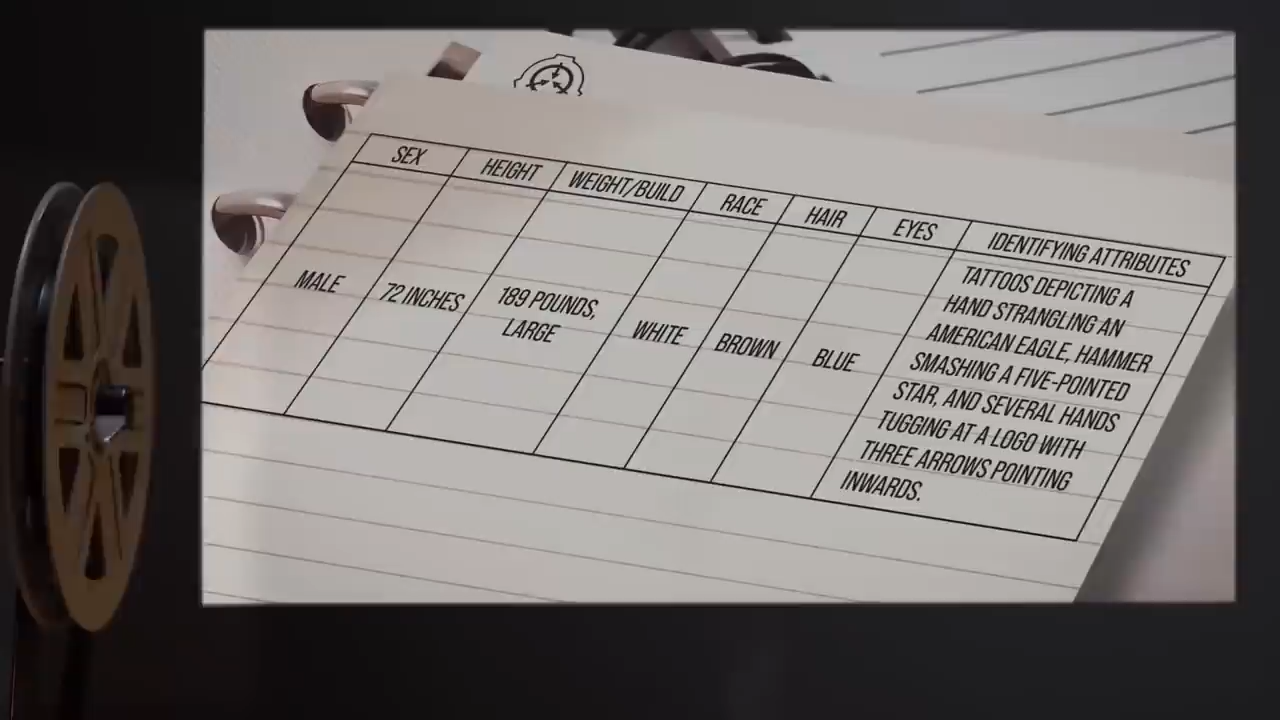 SEX HEIGHT WEIGHT/BUILD RACE HAIR EYES IDENTIFYING ATTRIBUTES
MALE
72 INCHES
189 POUNDS,
LARGE
WHITE
BROWN
BLUE
TATTOOS DEPICTING A
HAND STRANGLING AN
AMERICAN EAGLE, HAMMER
SMASHING A FIVE-POINTED
STAR, AND SEVERAL HANDS
TUGGING AT A LOGO WITH
THREE ARROWS POINTING
INWARDS.